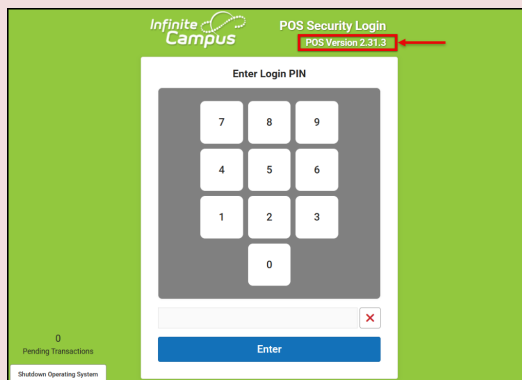 Infinite
Campus
POS Security Login
POS Version 2.31.3
Enter Login PIN
7 8 9
4 5 6
1 2 3
0
Enter
0
Pending Transactions
Shutdown Operating System